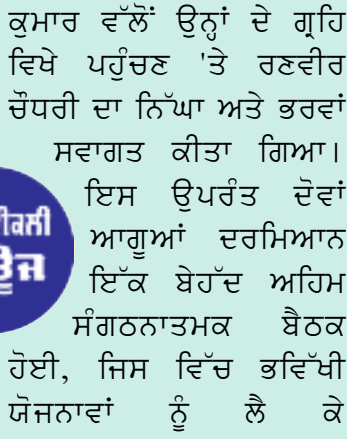 ਕੁਮਾਰ ਵੱਲੋਂ ਉਨ੍ਹਾਂ ਦੇ ਗ੍ਰਹਿ
ਵਿਖੇ ਪਹੁੰਚਣ 'ਤੇ ਰਣਵੀਰ
ਚੌਧਰੀ ਦਾ ਨਿੱਘਾ ਅਤੇ ਭਰਵਾਂ
ਸਵਾਗਤ ਕੀਤਾ ਗਿਆ।
ਇਸ ਉਪਰੰਤ ਦੋਵਾਂ
ਆਗੂਆਂ ਦਰਮਿਆਨ
ਇੱਕ ਬੇਹੱਦ ਅਹਿਮ
ਸੰਗਠਨਾਤਮਕ ਬੈਠਕ
ਹੋਈ, ਜਿਸ ਵਿੱਚ ਭਵਿੱਖੀ
ਯੋਜਨਾਵਾਂ ਨੂੰ ਲੈ ਕੇ